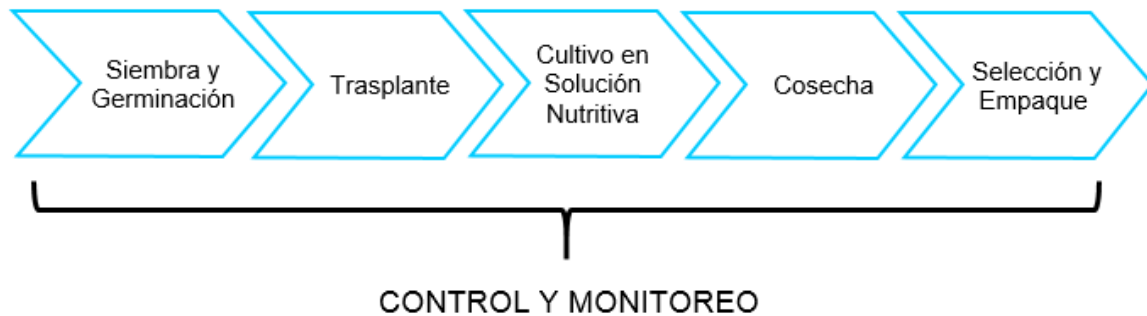 Siembra y
Germinación
Trasplante
Cultivo en
Solución
Nutritiva
Cosecha
Selección y
Empaque
CONTROL Y MONITOREO